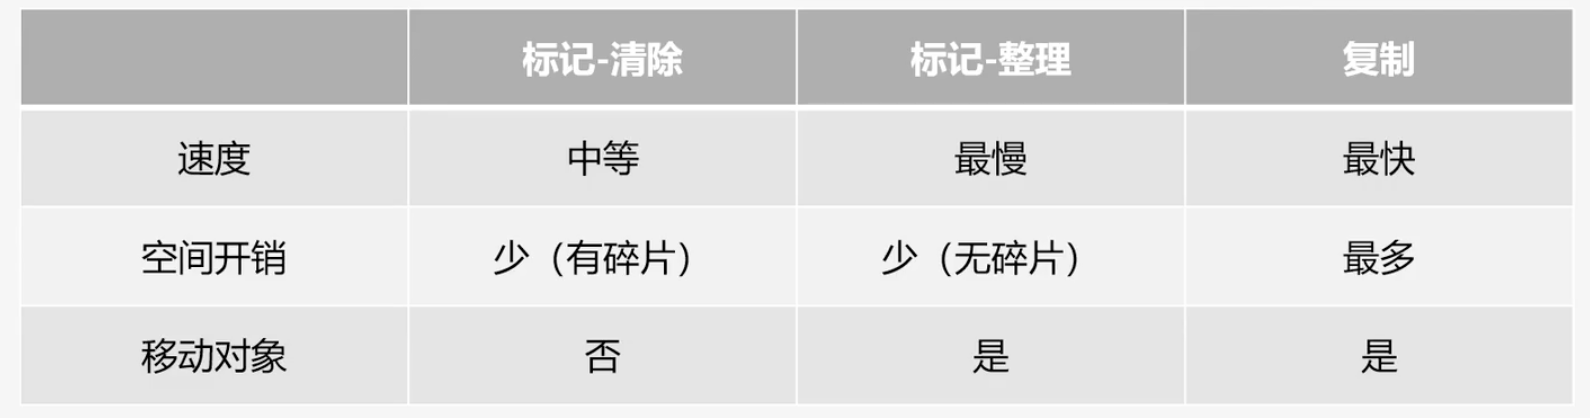 标记-清除 标记-整理 复制
速度 中等 最慢 最快
空间开销 少（有碎片） 少（无碎片） 最多
移动对象 否 是 是